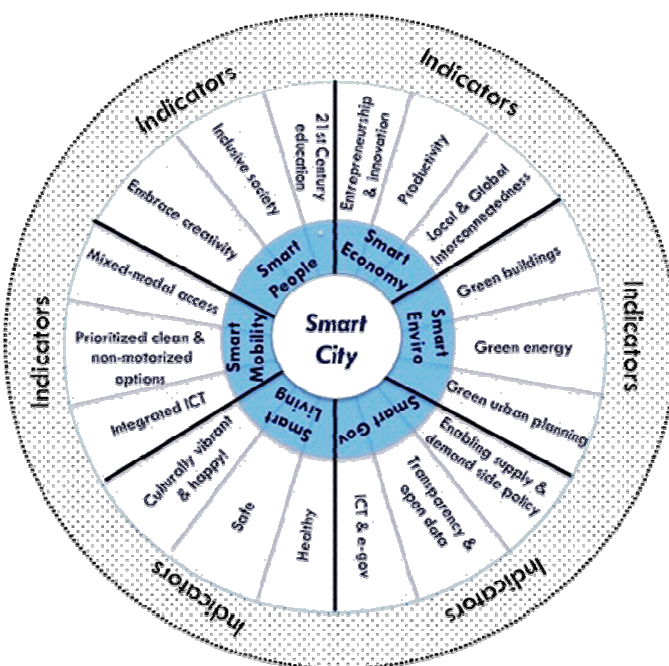 Smart
City
Smart
Economy
Smart
Enviro
Smart Gov
Smart
Living
Smart
Mobility
Smart
People
Entrepreneurship
& innovation
Productivity
Local & Global
Interconnectedness
Green buildings
Green energy
Green urban planning
Enabling supply &
demand side policy
Transparency &
open data
ICT & e-gov
Healthy
Safe
Culturally vibrant
& happy!
Integrated ICT
Prioritized clean &
non-motorized
options
Mixed-modal access
Embrace creativity
Inclusive society
21st Century
education
Indicators
Indicators
Indicators
Indicators
Indicators
Indicators